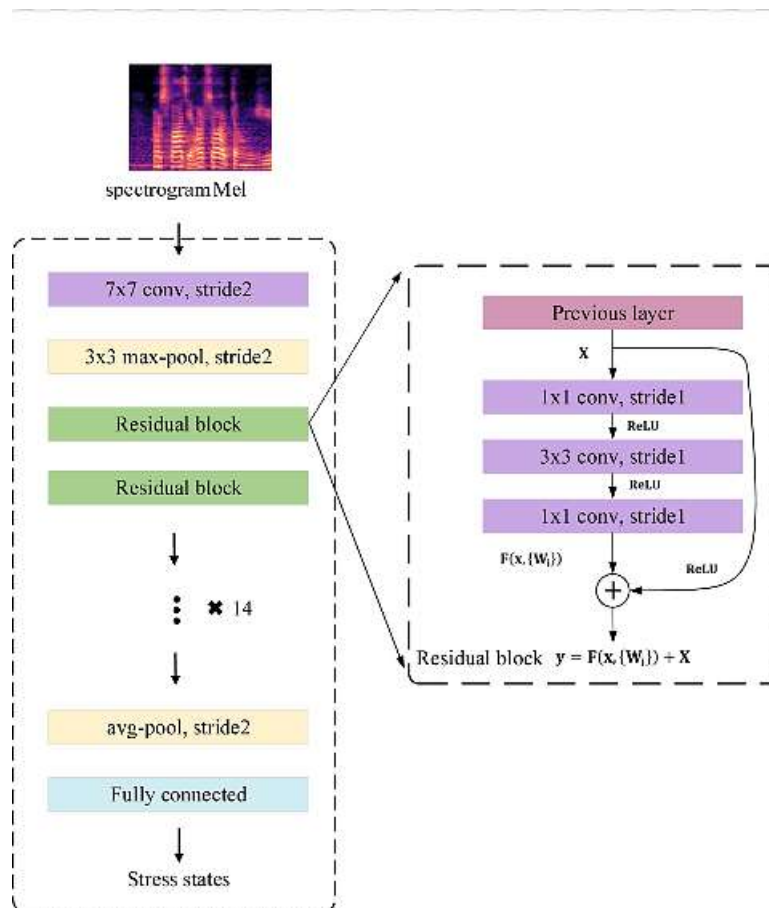 spectrogramMel
7x7 conv, stride2
3x3 max-pool, stride2
Residual block
Residual block
✖ 14
avg-pool, stride2
Fully connected
Stress states
Previous layer
X
1x1 conv, stride1
ReLU
3x3 conv, stride1
ReLU
1x1 conv, stride1
F(x, {Wᵢ})
ReLU
Residual block y = F(x, {Wᵢ}) + X